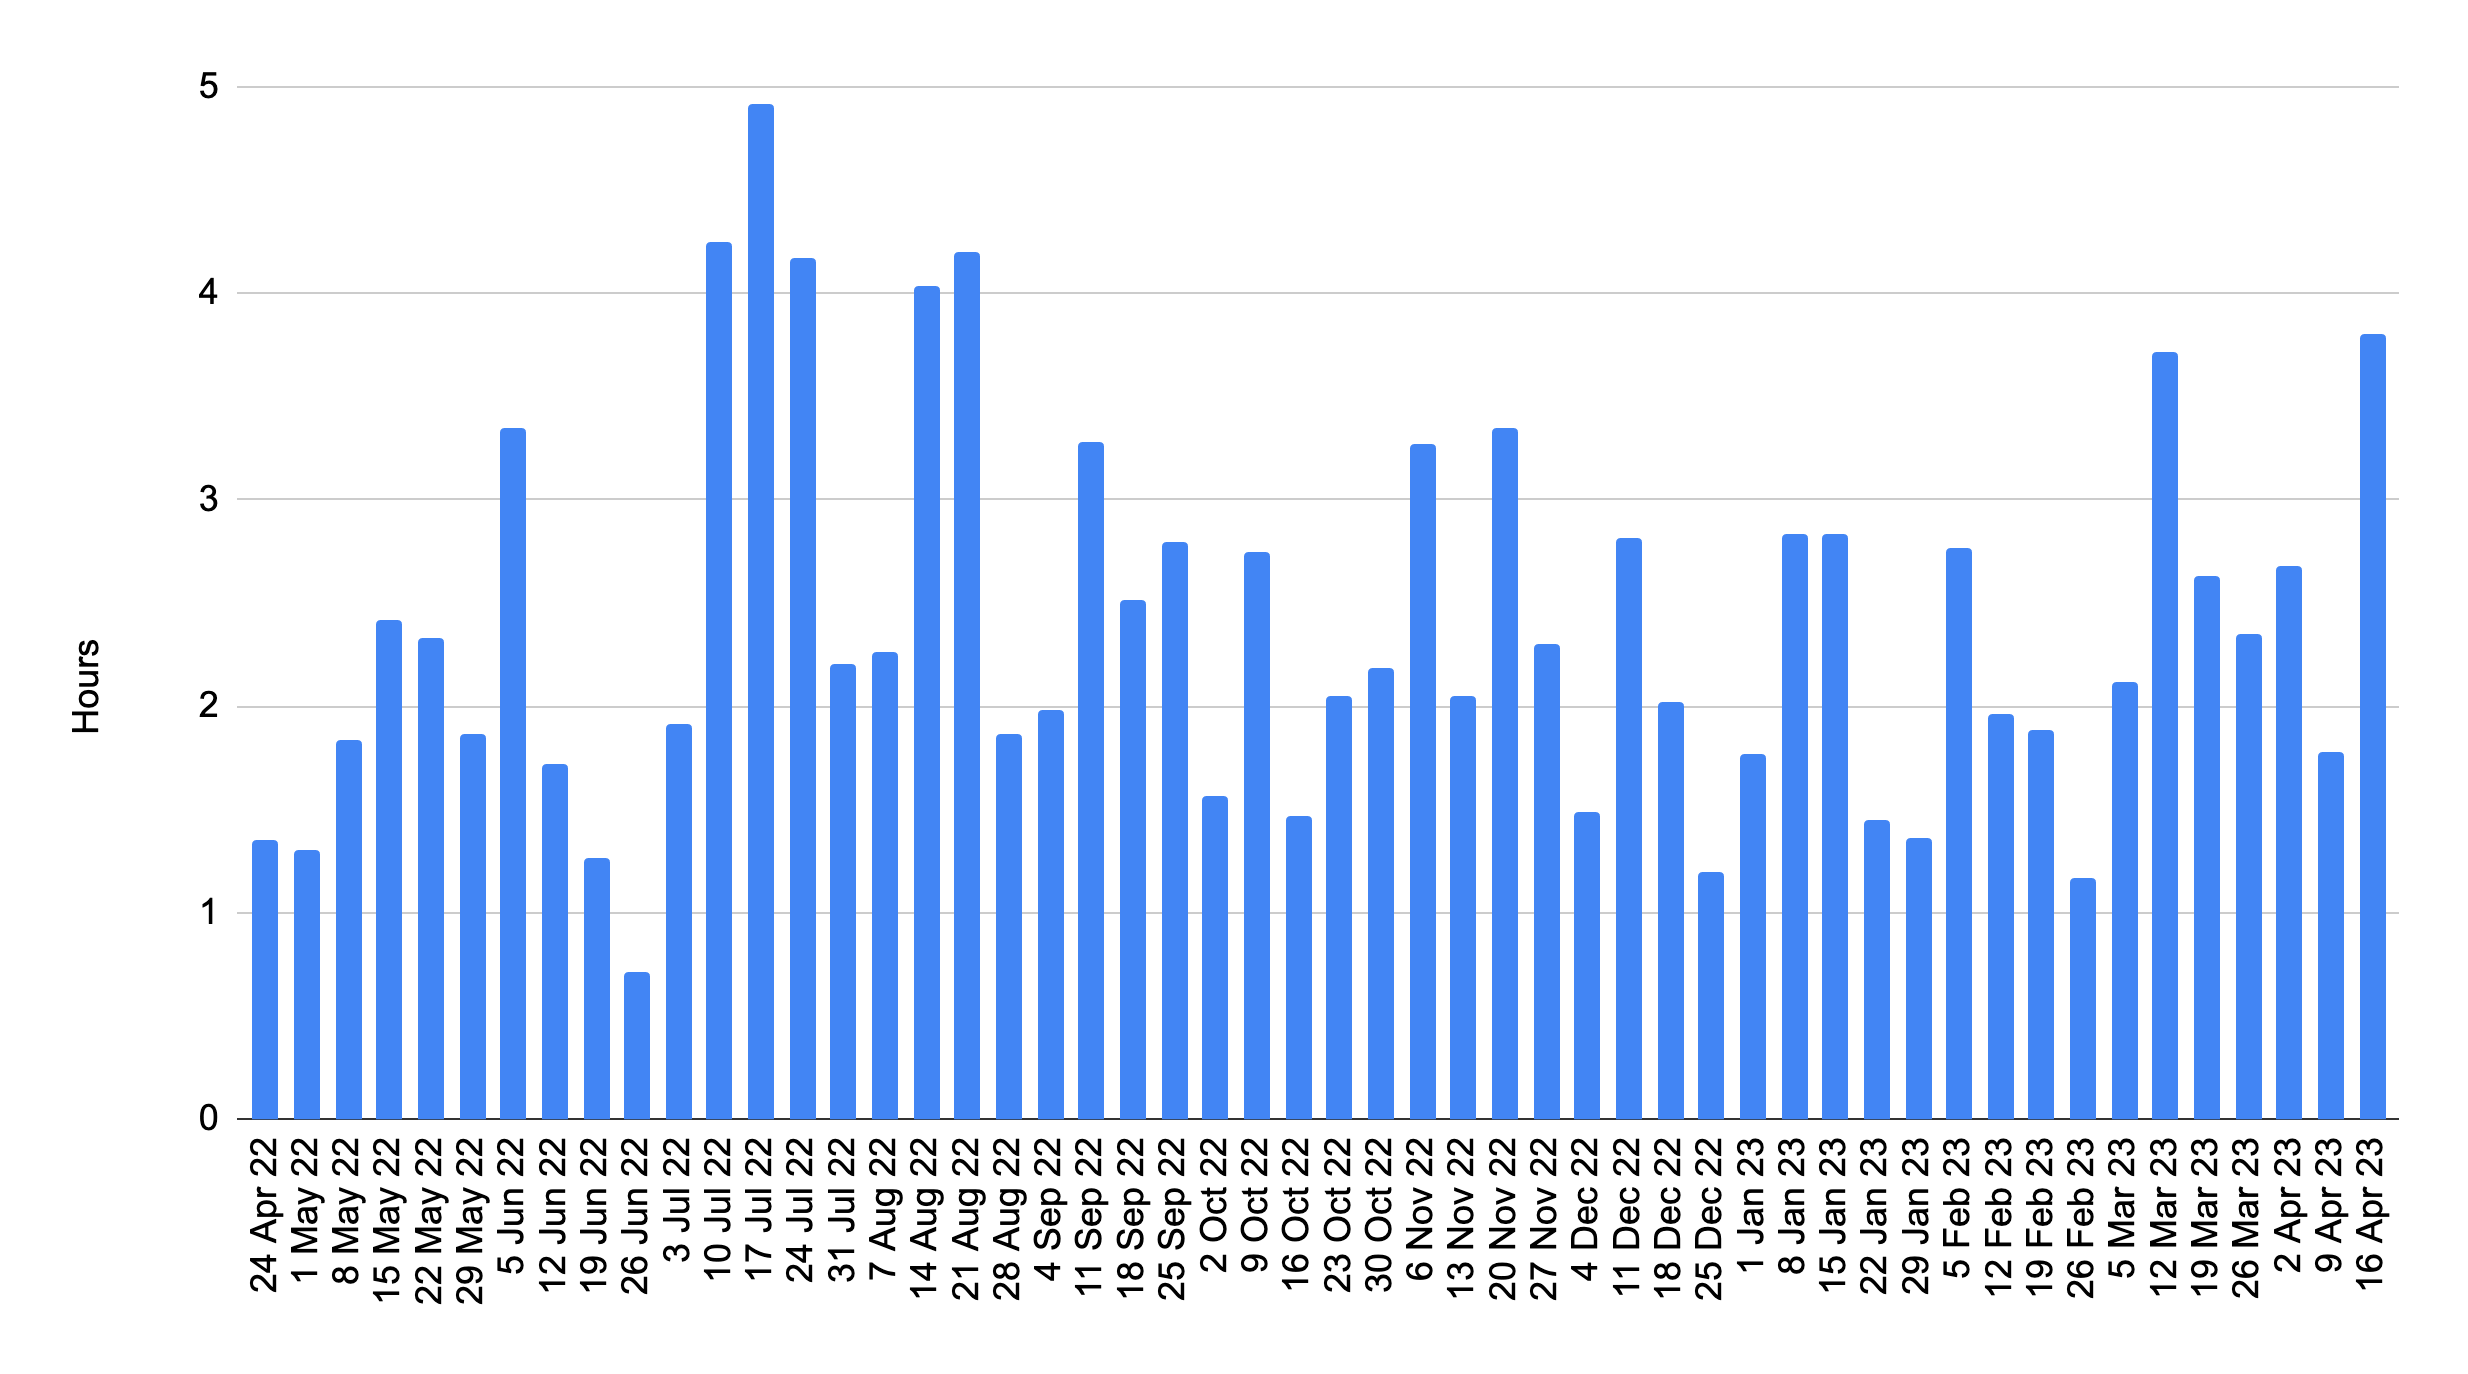 5
4
3
2
1
0
Hours
24 Apr 22
1 May 22
8 May 22
15 May 22
22 May 22
29 May 22
5 Jun 22
12 Jun 22
19 Jun 22
26 Jun 22
3 Jul 22
10 Jul 22
17 Jul 22
24 Jul 22
31 Jul 22
7 Aug 22
14 Aug 22
21 Aug 22
28 Aug 22
4 Sep 22
11 Sep 22
18 Sep 22
25 Sep 22
2 Oct 22
9 Oct 22
16 Oct 22
23 Oct 22
30 Oct 22
6 Nov 22
13 Nov 22
20 Nov 22
27 Nov 22
4 Dec 22
11 Dec 22
18 Dec 22
25 Dec 22
1 Jan 23
8 Jan 23
15 Jan 23
22 Jan 23
29 Jan 23
5 Feb 23
12 Feb 23
19 Feb 23
26 Feb 23
5 Mar 23
12 Mar 23
19 Mar 23
26 Mar 23
2 Apr 23
9 Apr 23
16 Apr 23